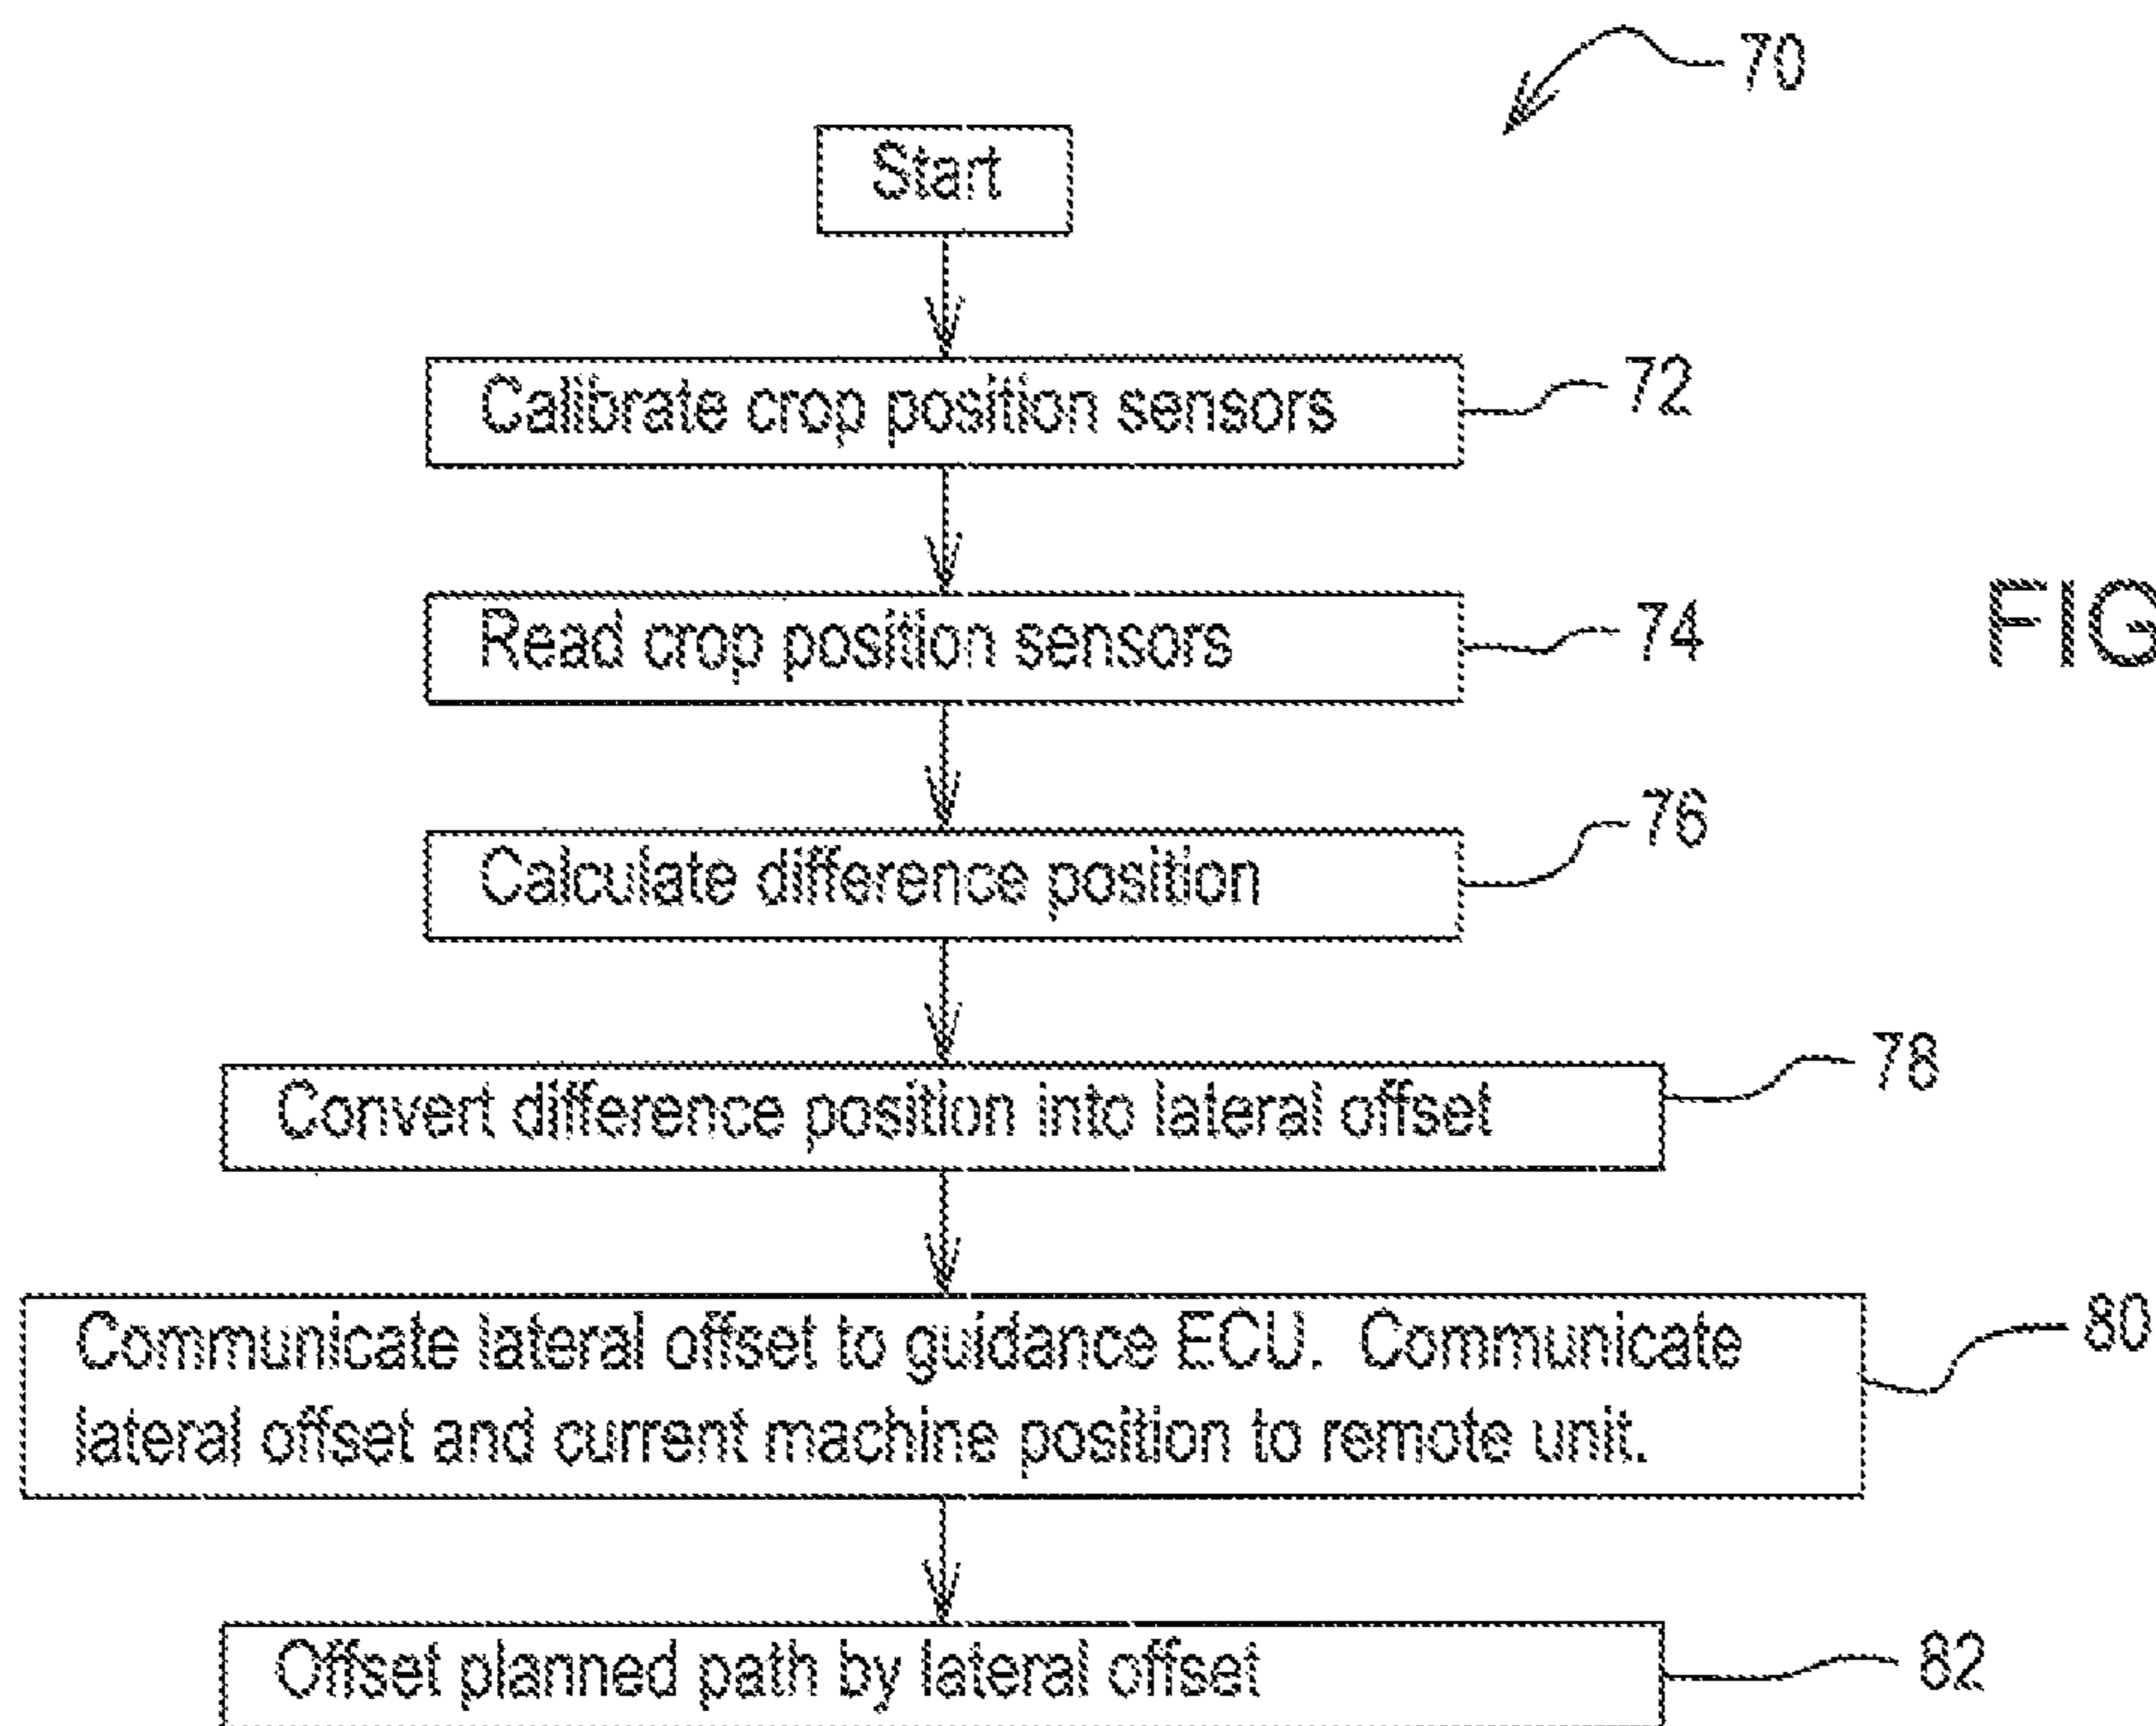 70
Start
Calibrate crop position sensors
72
Read crop position sensors
74
FIG
Calculate difference position
76
Convert difference position into lateral offset
78
Communicate lateral offset to guidance ECU. Communicate
lateral offset and current machine position to remote unit.
80
Offset planned path by lateral offset
82